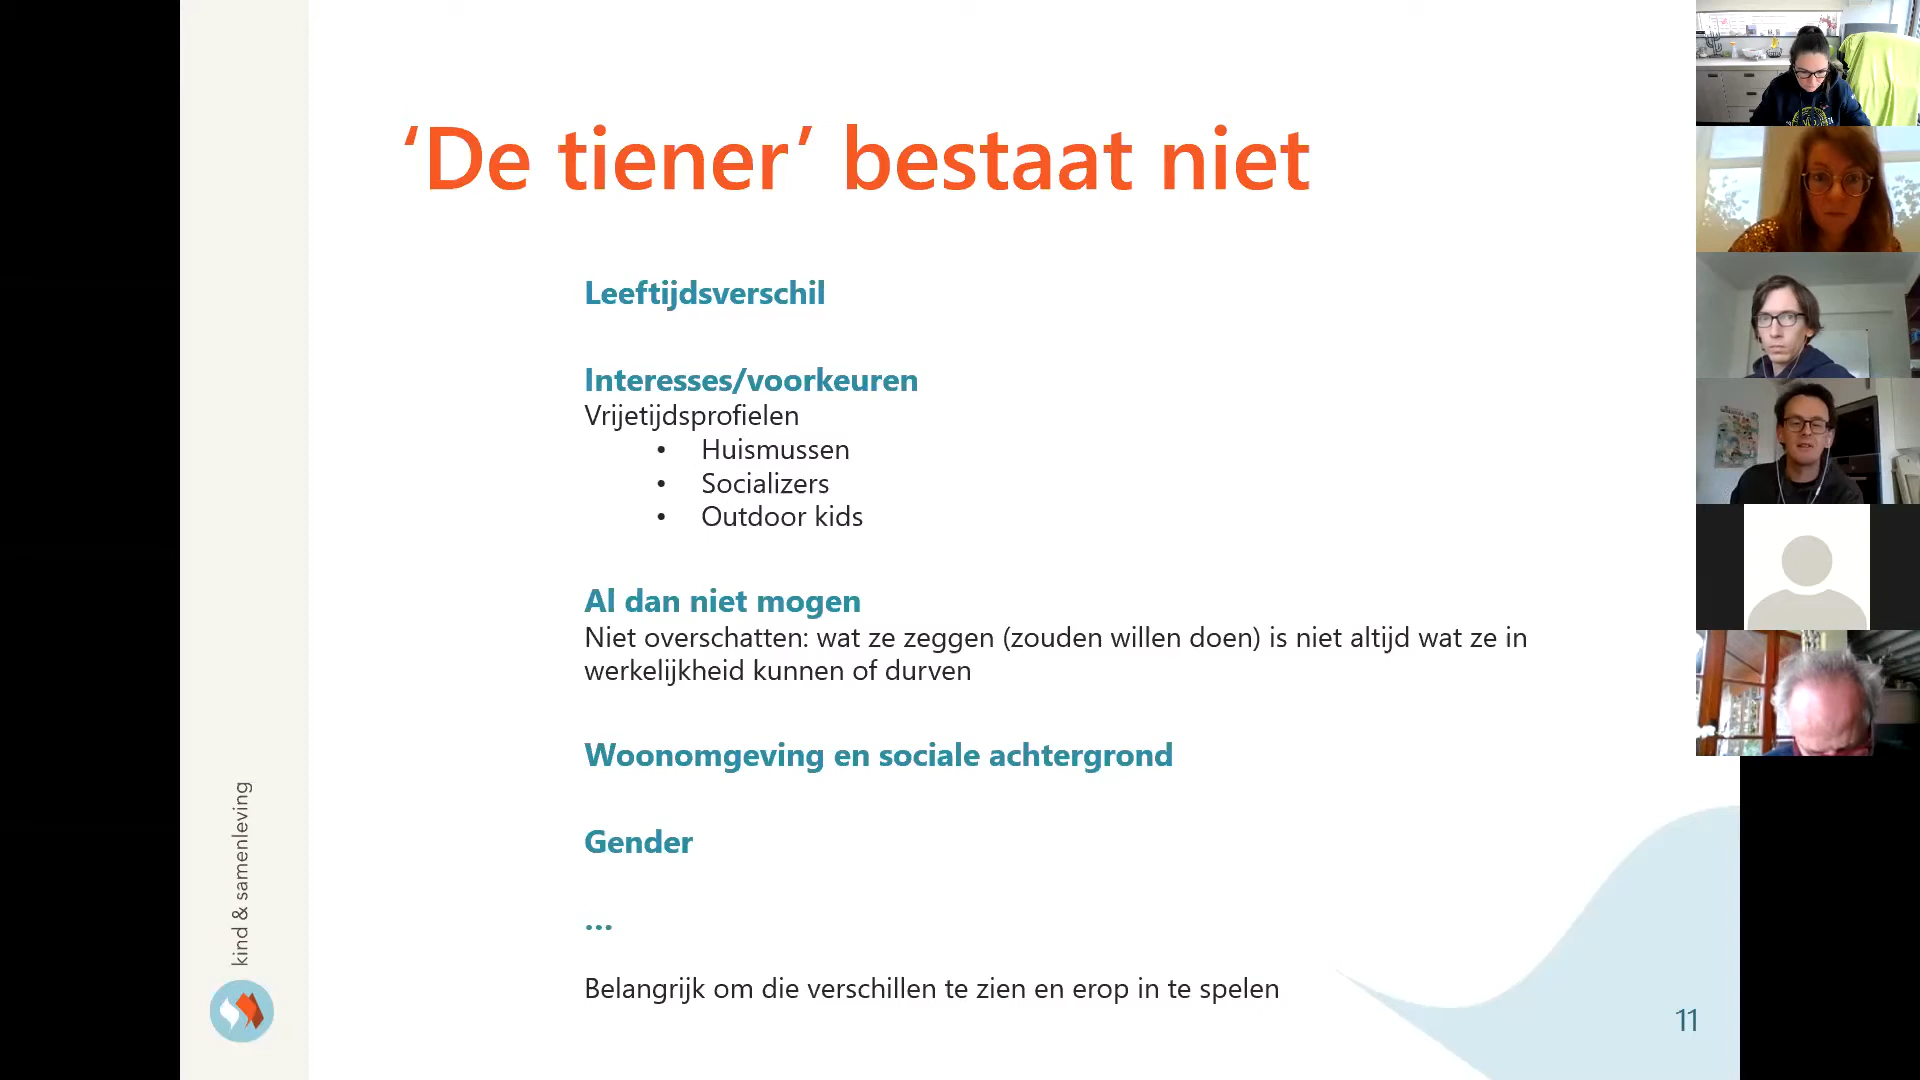 ‘De tiener’ bestaat niet
Leeftijdsverschil
Interesses/voorkeuren
Vrijetijdsprofielen
• Huismussen
• Socializers
• Outdoor kids
Al dan niet mogen
Niet overschatten: wat ze zeggen (zouden willen doen) is niet altijd wat ze in
werkelijkheid kunnen of durven
Woonomgeving en sociale achtergrond
Gender
...
Belangrijk om die verschillen te zien en erop in te spelen
kind & samenleving
11